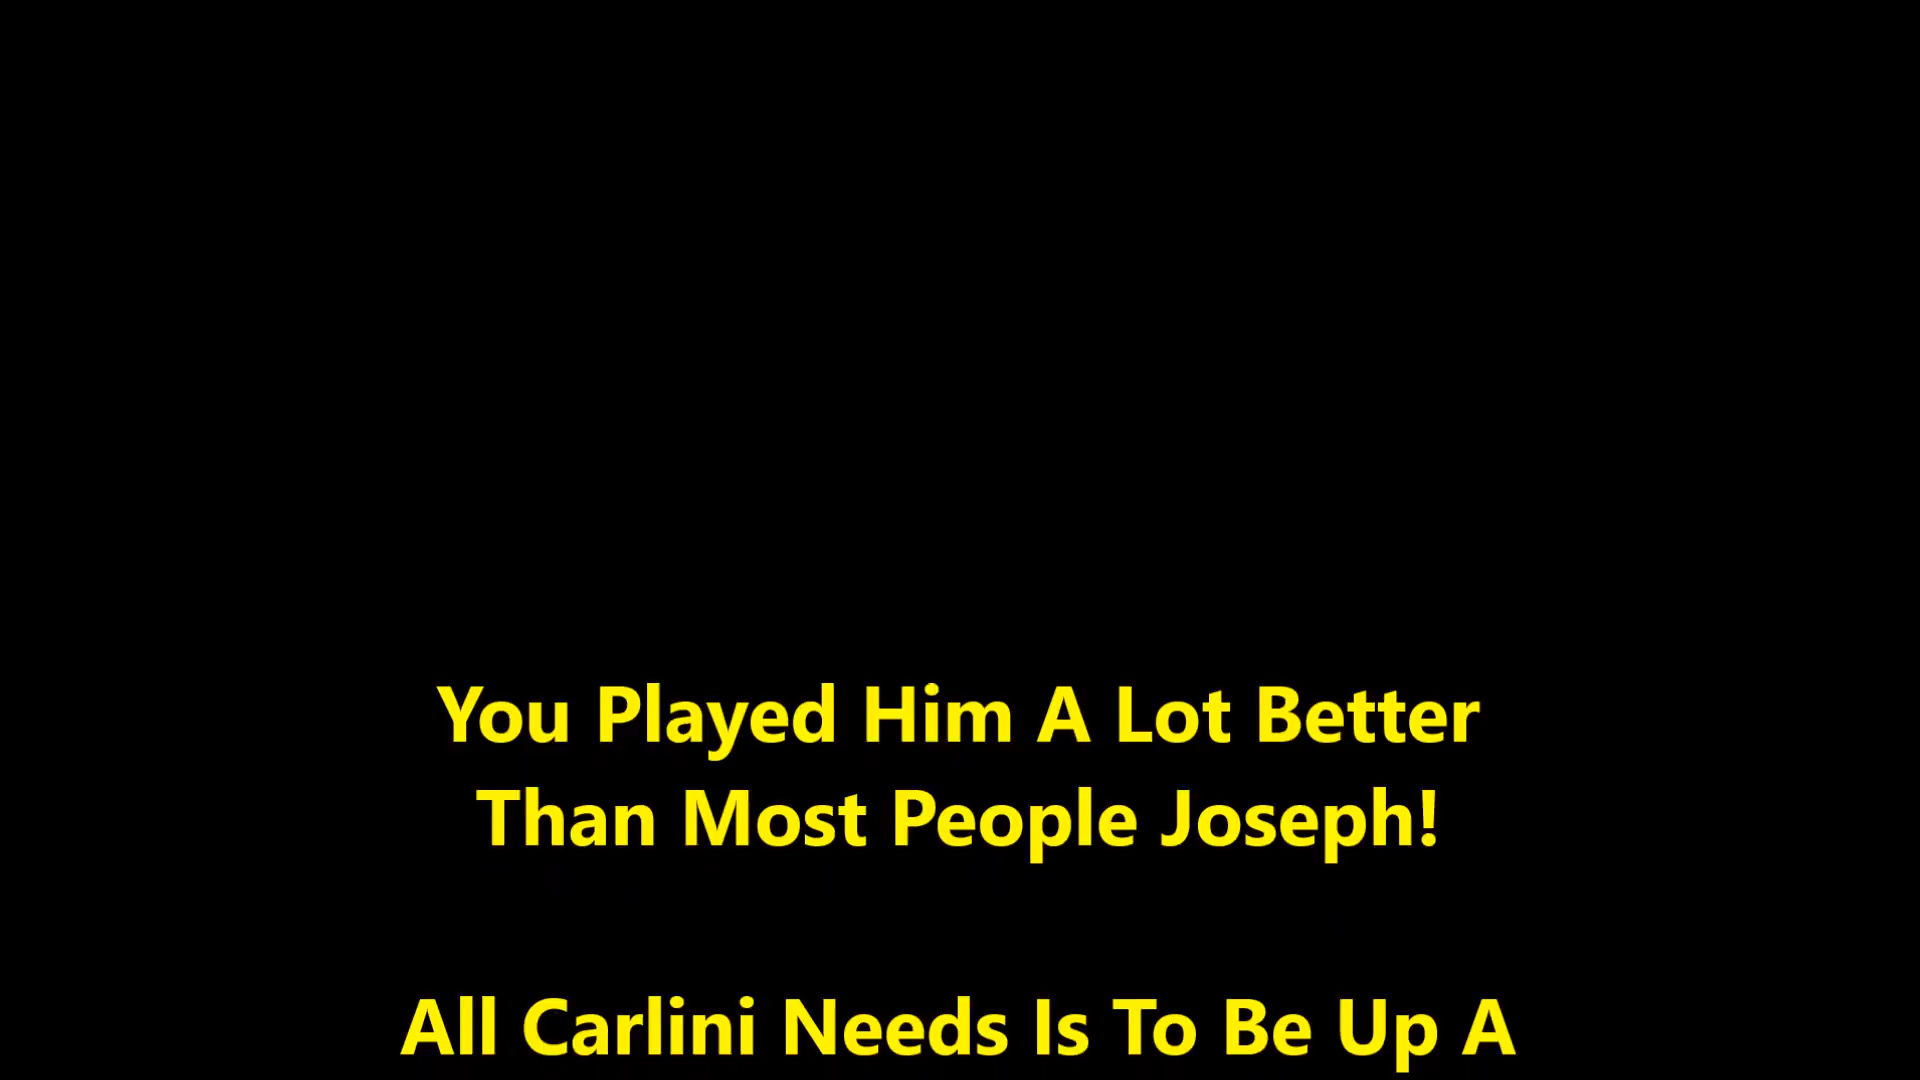 You Played Him A Lot Better
Than Most People Joseph!
All Carlini Needs Is To Be Up A